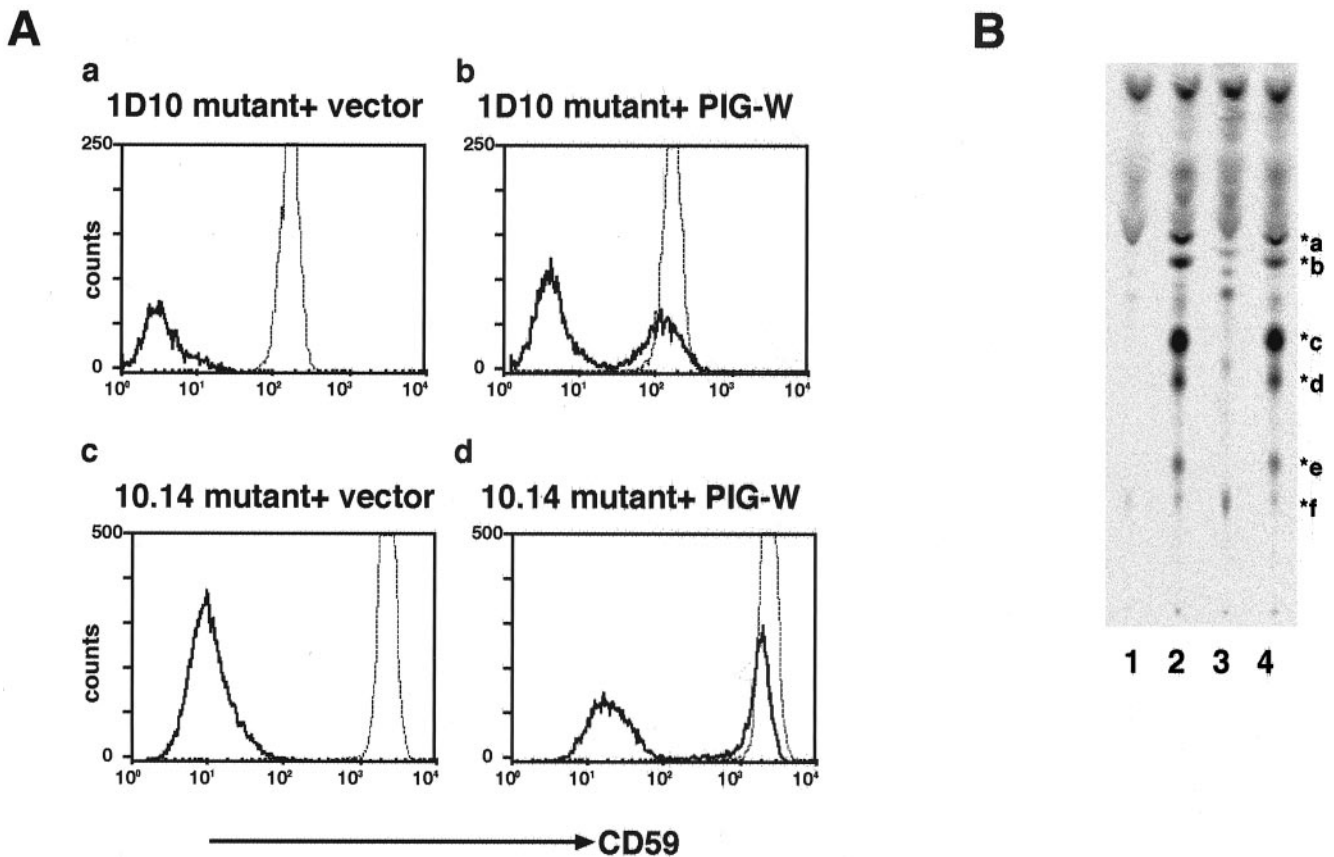 A
B
a
1D10 mutant+ vector
b
1D10 mutant+ PIG-W
250
counts
0
10⁰ 10¹ 10² 10³ 10⁴
250
0
10⁰ 10¹ 10² 10³ 10⁴
c
10.14 mutant+ vector
d
10.14 mutant+ PIG-W
500
counts
0
10⁰ 10¹ 10² 10³ 10⁴
500
0
10⁰ 10¹ 10² 10³ 10⁴
CD59
*a
*b
*c
*d
*e
*f
1 2 3 4